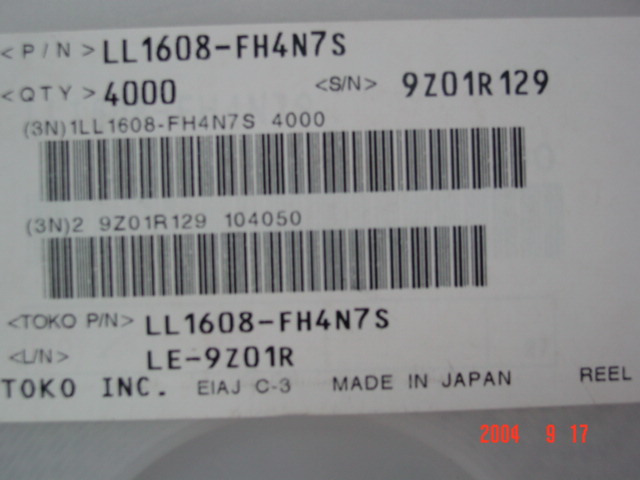 <P/N> LL1608-FH4N7S
<QTY> 4000 <S/N> 9Z01R129
(3N)1LL1608-FH4N7S 4000
(3N)2 9Z01R129 104050
<TOKO P/N> LL1608-FH4N7S
<L/N> LE-9Z01R
TOKO INC. EIAJ C-3 MADE IN JAPAN REEL
2004 9 17